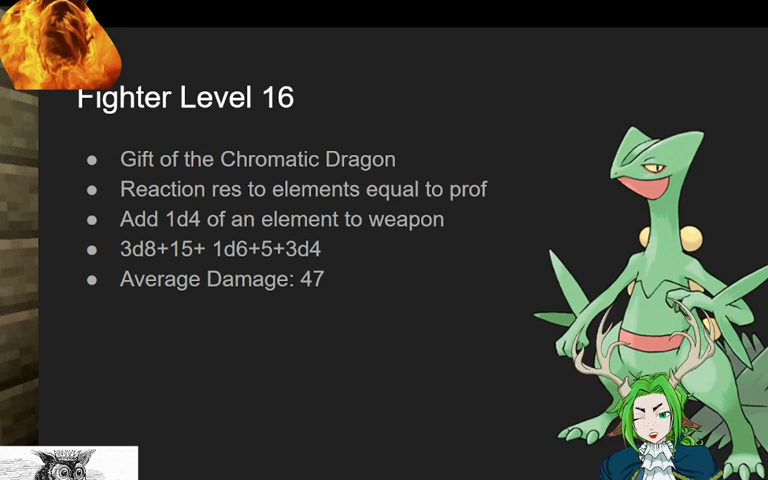 Fighter Level 16
● Gift of the Chromatic Dragon
● Reaction res to elements equal to prof
● Add 1d4 of an element to weapon
● 3d8+15+ 1d6+5+3d4
● Average Damage: 47